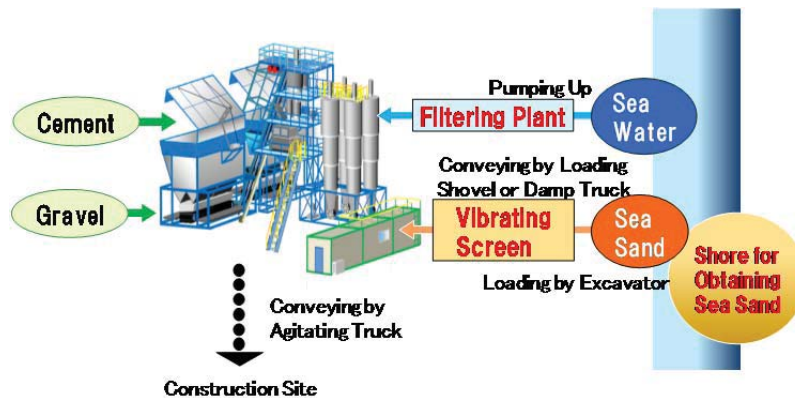 Pumping Up
Cement
Filtering Plant
Sea
Water
Conveying by Loading
Shovel or Damp Truck
Gravel
Vibrating
Screen
Sea
Sand
Shore for
Obtaining
Sea Sand
Loading by Excavator
Conveying by
Agitating Truck
Construction Site